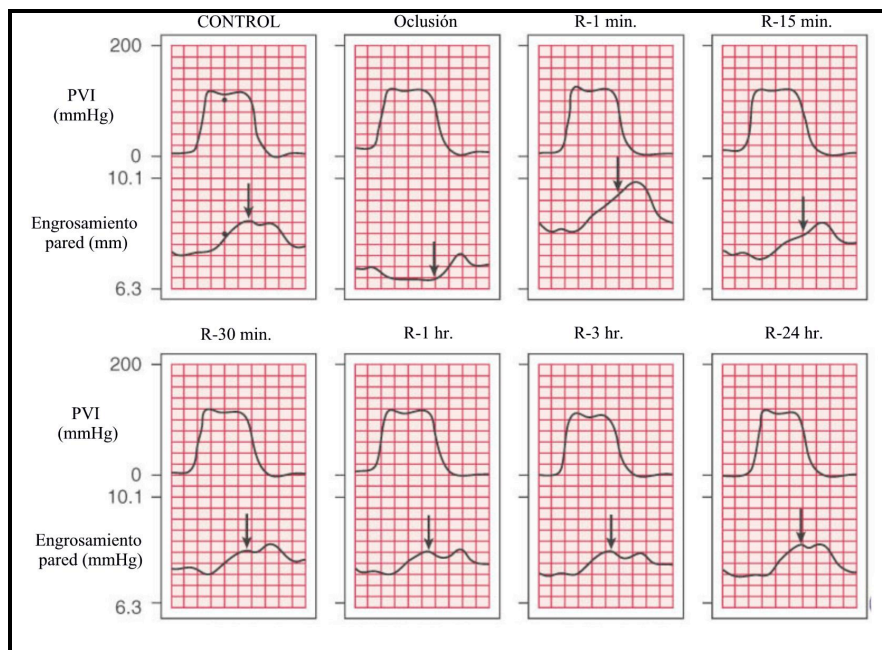 CONTROL
Oclusión
R-1 min.
R-15 min.
200
PVI
(mmHg)
0
10.1
Engrosamiento
pared (mm)
6.3
R-30 min.
R-1 hr.
R-3 hr.
R-24 hr.
200
PVI
(mmHg)
0
10.1
Engrosamiento
pared (mmHg)
6.3